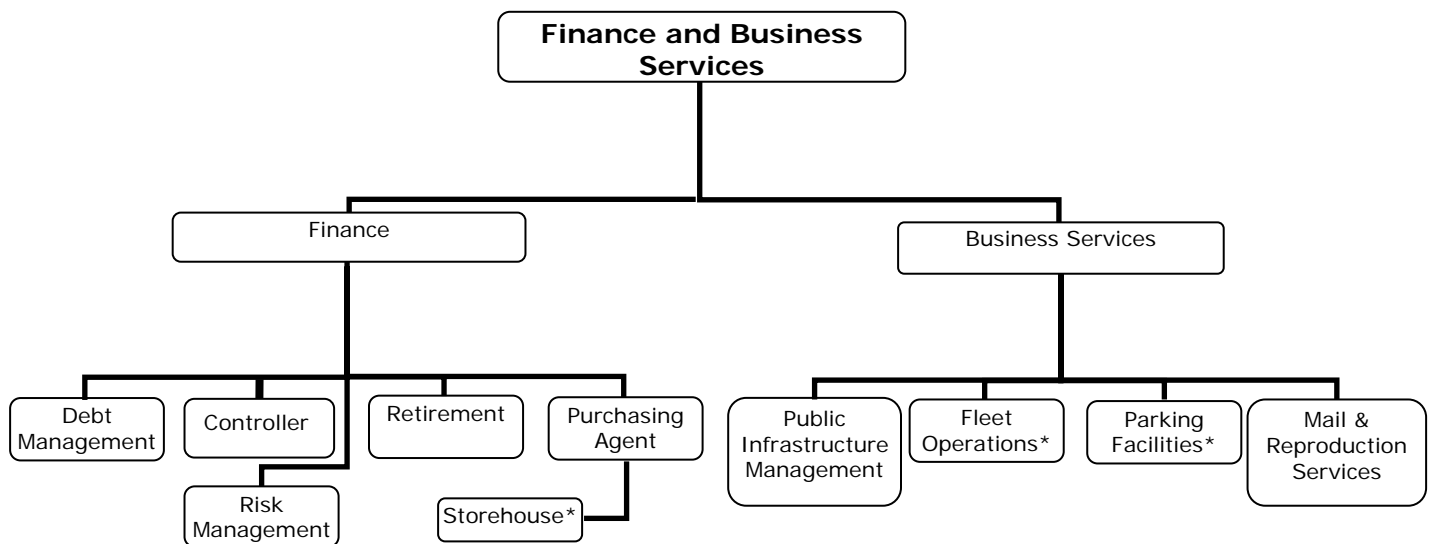 Finance and Business
Services
Finance
Business Services
Debt
Management
Controller
Retirement
Purchasing
Agent
Risk
Management
Storehouse*
Public
Infrastructure
Management
Fleet
Operations*
Parking
Facilities*
Mail &
Reproduction
Services